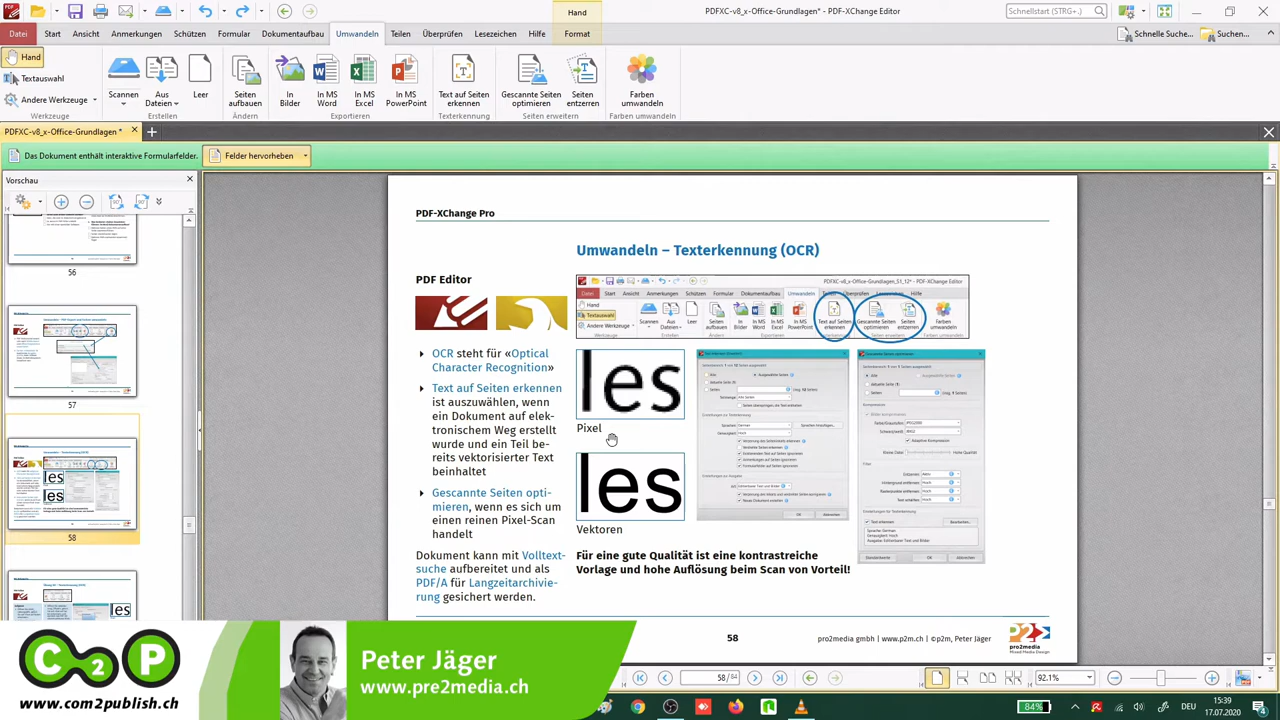 PDFXC-v8_x-Office-Grundlagen* - PDF-XChange Editor
Hand
Schnellstart (STRG+.)
Datei Start Ansicht Anmerkungen Schützen Formular Dokumentaufbau Umwandeln Teilen Überprüfen Lesezeichen Hilfe Format
Schnelle Suche... Suchen...
Hand
Textauswahl
Andere Werkzeuge
Scannen
Aus Dateien
Leer
Seiten aufbauen
In Bilder
In MS Word
In MS Excel
In MS PowerPoint
Text auf Seiten erkennen
Gescannte Seiten optimieren
Seiten entzerren
Farben umwandeln
Werkzeuge Erstellen Ändern Exportieren Texterkennung Seiten erweitern Farben umwandeln
PDFXC-v8_x-Office-Grundlagen *
Das Dokument enthält interaktive Formularfelder. Felder hervorheben
Vorschau
56
57
58
PDF-XChange Pro
Umwandeln – Texterkennung (OCR)
PDF Editor
OCR steht für «Optical
Character Recognition»
Text auf Seiten erkennen
ist auszuwählen, wenn
ein Dokument auf elek-
tronischem Weg erstellt
wurde und ein Teil be-
reits vektorisierter Text
beinhaltet
Gescannte Seiten opti-
mieren, wenn es sich um
einen reinen Pixel-Scan
handelt
Dokument kann mit Volltext-
suche aufbereitet und als
PDF/A für Langzeitarchivie-
rung gesichert werden.
les
Pixel
les
Vektoren
Für eine gute Qualität ist eine kontrastreiche
Vorlage und hohe Auflösung beim Scan von Vorteil!
58
pro2media gmbh | www.p2m.ch | ©p2m, Peter Jäger
pro2media
Mixed Media Design
C2P
www.com2publish.ch
Peter Jäger
www.pre2media.ch
58 / 84
92.1%
84%
DEU
15:39
17.07.2020